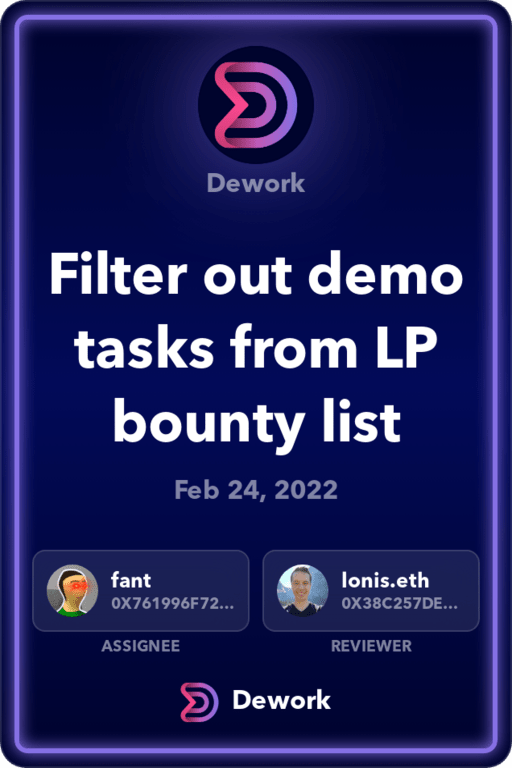 Dework
Filter out demo
tasks from LP
bounty list
Feb 24, 2022
fant
0X761996F72...
ASSIGNEE
lonis.eth
0X38C257DE...
REVIEWER
Dework